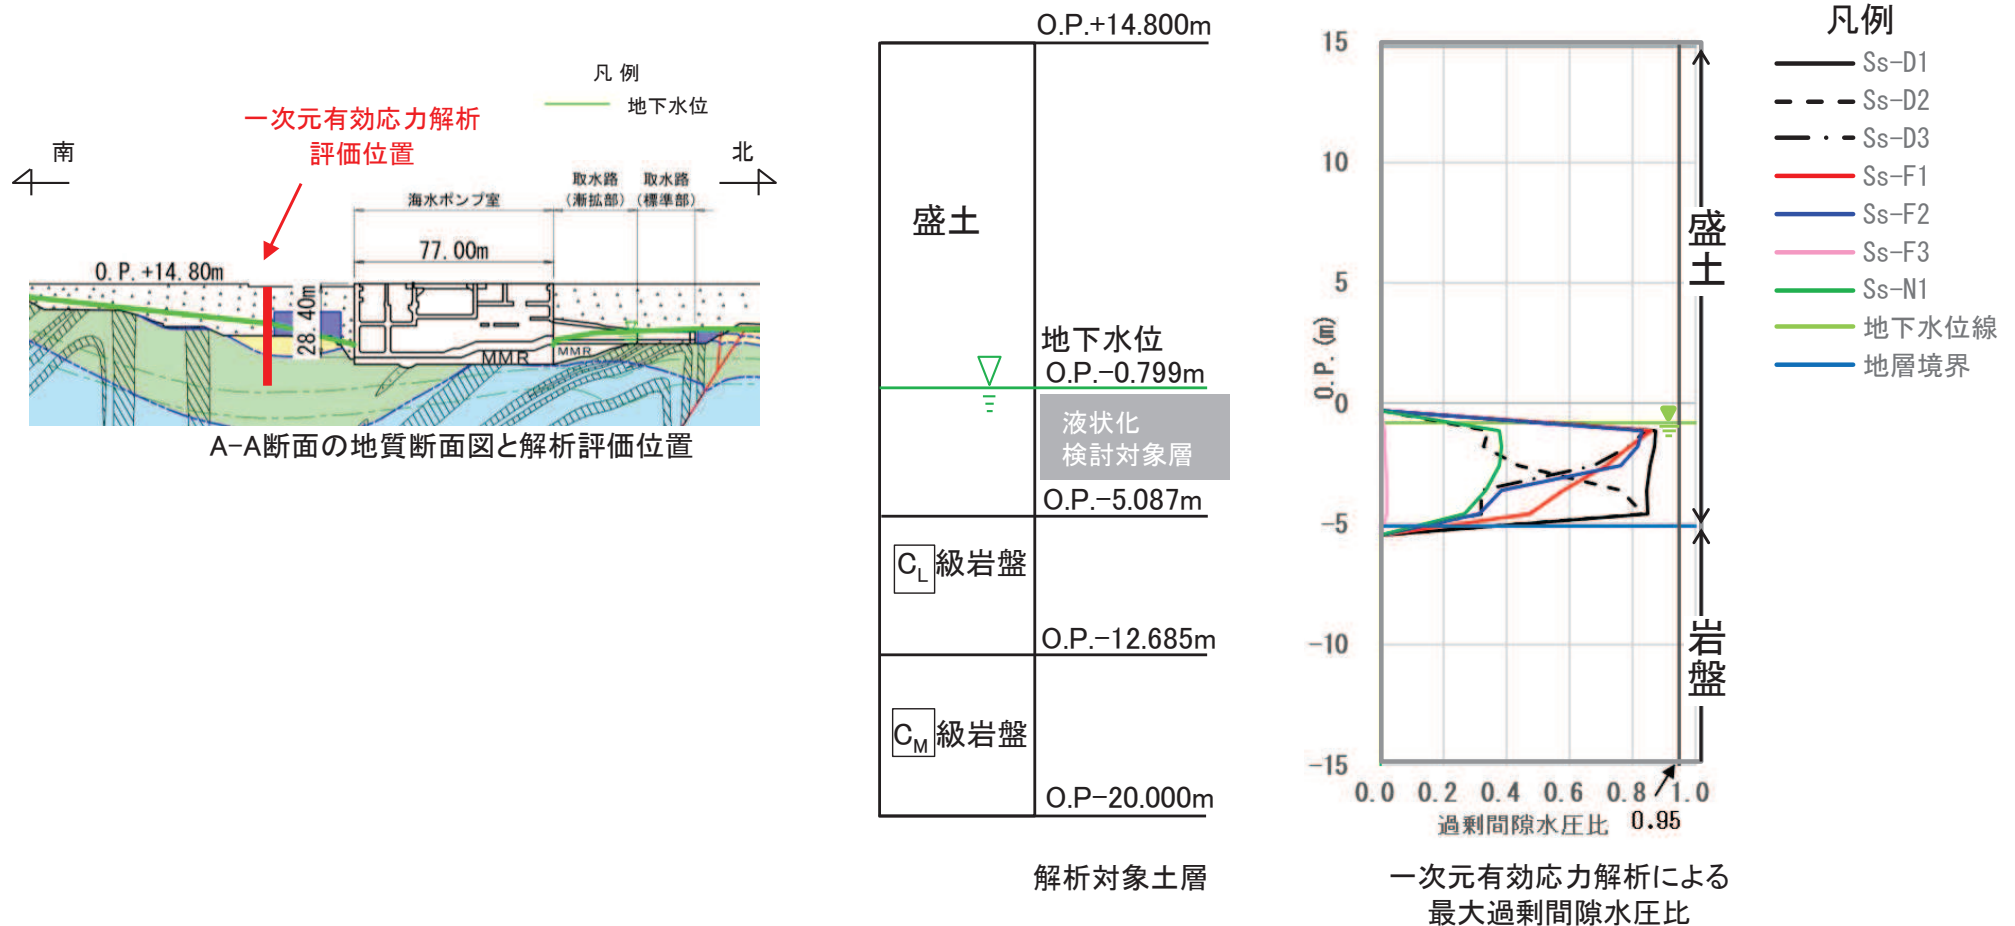 凡 例
地下水位
一次元有効応力解析
評価位置
南
北
海水ポンプ室
取水路
(漸拡部)
取水路
(標準部)
77.00m
O.P.+14.80m
28.40m
MMR
MMR
A-A断面の地質断面図と解析評価位置
O.P.+14.800m
盛土
地下水位
O.P.-0.799m
液状化
検討対象層
O.P.-5.087m
CL級岩盤
O.P.-12.685m
CM級岩盤
O.P-20.000m
解析対象土層
15
10
5
0
-5
-10
-15
O.P.(m)
0.0 0.2 0.4 0.6 0.8 1.0
過剰間隙水圧比
0.95
盛土
岩盤
一次元有効応力解析による
最大過剰間隙水圧比
凡例
Ss-D1
Ss-D2
Ss-D3
Ss-F1
Ss-F2
Ss-F3
Ss-N1
地下水位線
地層境界